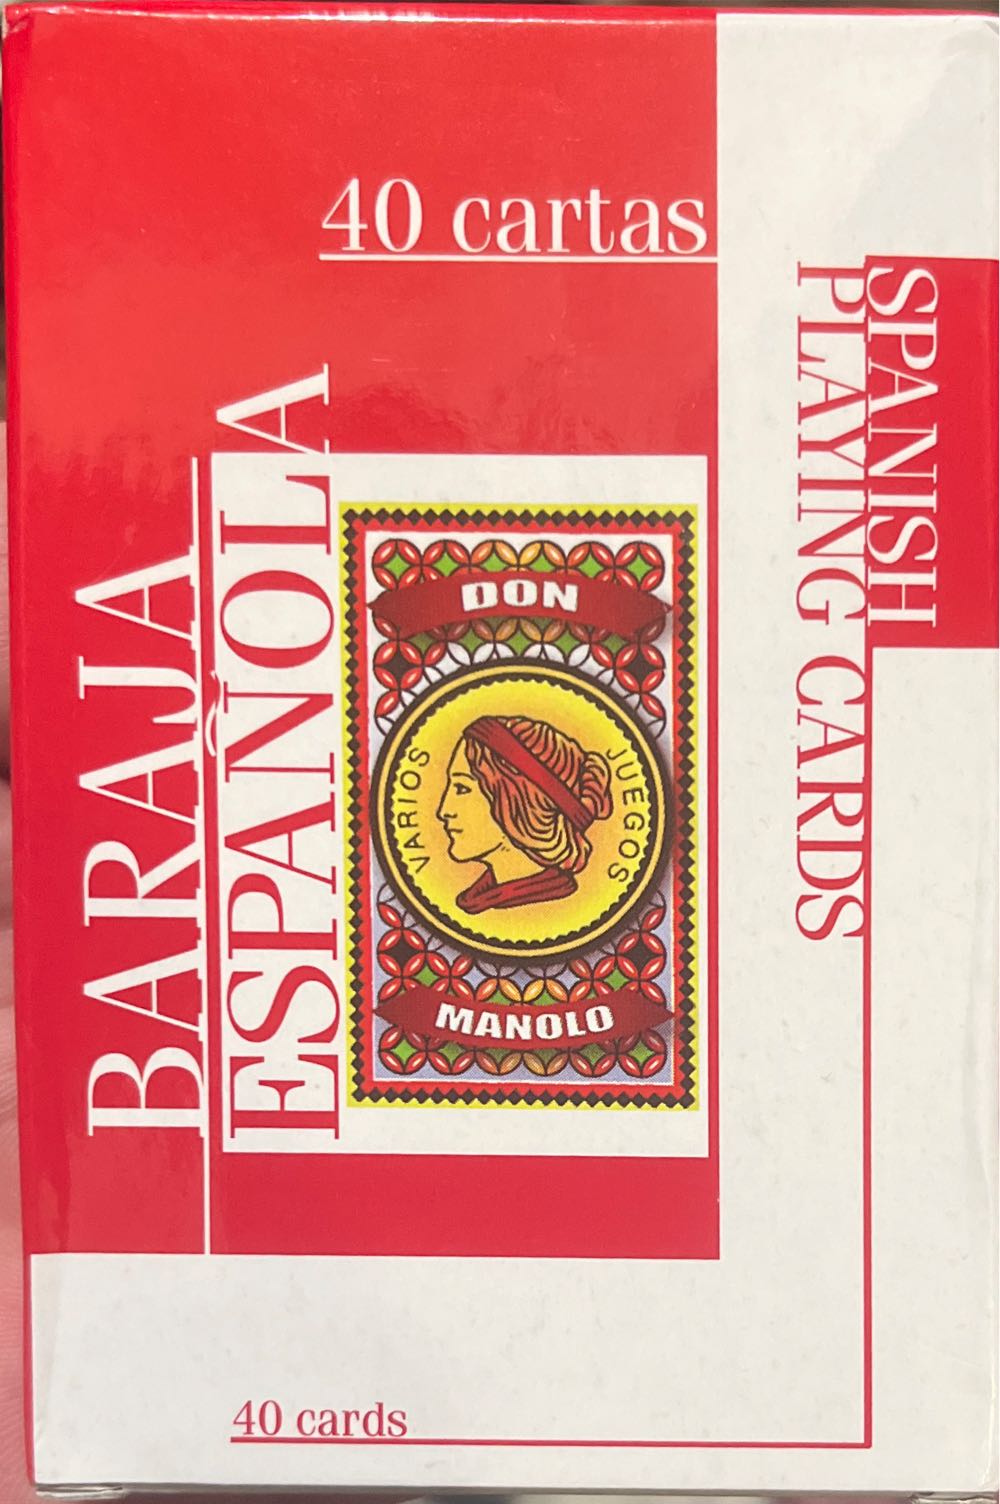 40 cartas
BARAJA
ESPAÑOLA
DON
VARIOS
JUEGOS
MANOLO
SPANISH
PLAYING CARDS
40 cards